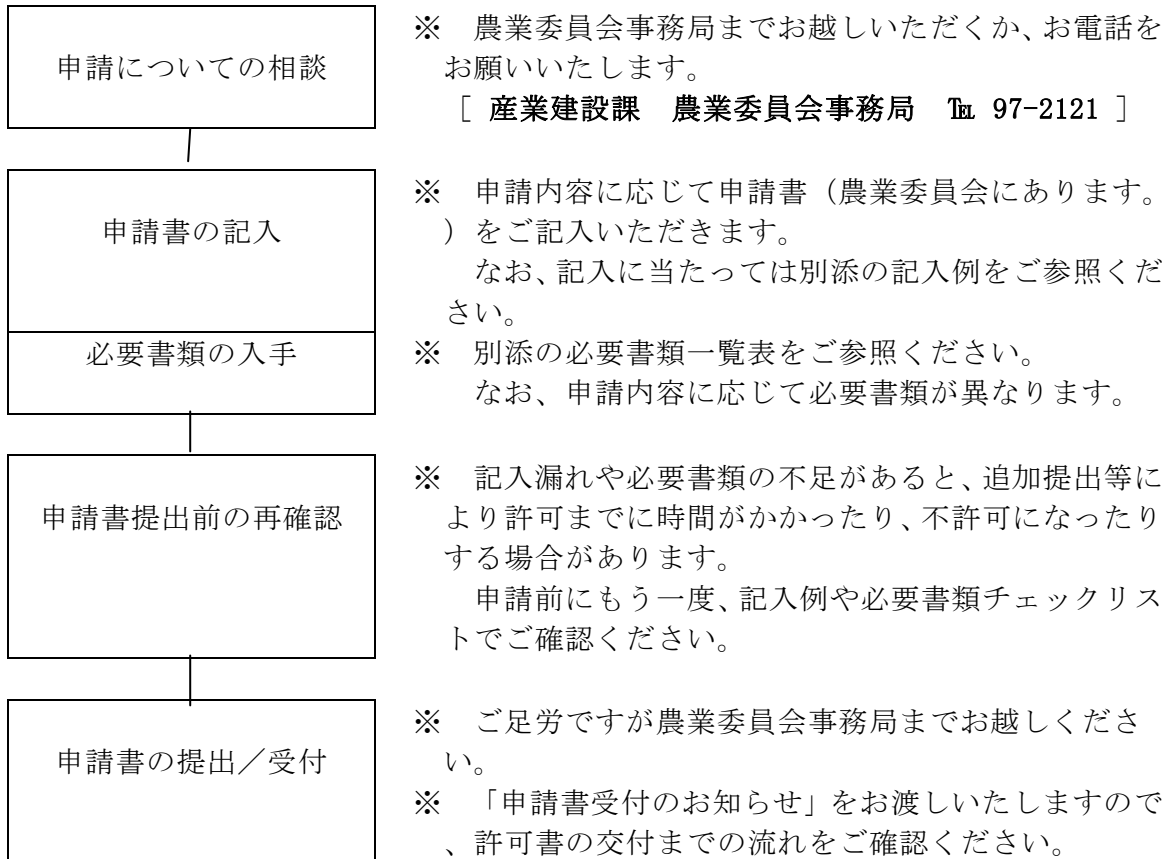 申請についての相談
※　農業委員会事務局までお越しいただくか、お電話を
お願いいたします。
［ 産業建設課　農業委員会事務局　℡ 97-2121 ］
申請書の記入
※　申請内容に応じて申請書（農業委員会にあります。
）をご記入いただきます。
なお、記入に当たっては別添の記入例をご参照くだ
さい。
必要書類の入手
※　別添の必要書類一覧表をご参照ください。
なお、申請内容に応じて必要書類が異なります。
申請書提出前の再確認
※　記入漏れや必要書類の不足があると、追加提出等に
より許可までに時間がかかったり、不許可になったり
する場合があります。
申請前にもう一度、記入例や必要書類チェックリス
トでご確認ください。
申請書の提出／受付
※　ご足労ですが農業委員会事務局までお越しくださ
い。
※　「申請書受付のお知らせ」をお渡しいたしますので
、許可書の交付までの流れをご確認ください。